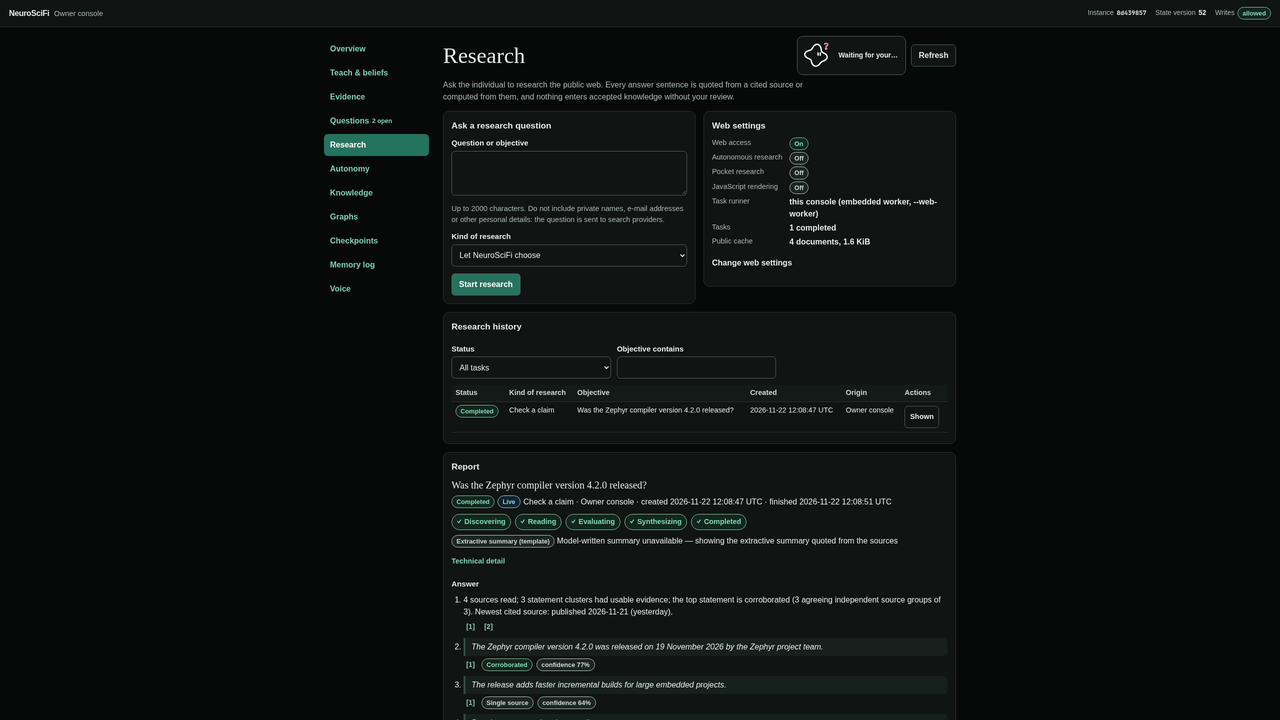 NeuroSciFi Owner console
Instance 8d439857 State version 52 Writes allowed
Overview
Teach & beliefs
Evidence
Questions 2 open
Research
Autonomy
Knowledge
Graphs
Checkpoints
Memory log
Voice
Research
?
Waiting for your…
Refresh
Ask the individual to research the public web. Every answer sentence is quoted from a cited source or
computed from them, and nothing enters accepted knowledge without your review.
Ask a research question
Question or objective
Up to 2000 characters. Do not include private names, e-mail addresses
or other personal details: the question is sent to search providers.
Kind of research
Let NeuroSciFi choose
Start research
Web settings
Web access On
Autonomous research Off
Pocket research Off
JavaScript rendering Off
Task runner this console (embedded worker, --web-
worker)
Tasks 1 completed
Public cache 4 documents, 1.6 KiB
Change web settings
Research history
Status Objective contains
All tasks
Status Kind of research Objective Created Origin Actions
Completed Check a claim Was the Zephyr compiler version 4.2.0 released? 2026-11-22 12:08:47 UTC Owner console Shown
Report
Was the Zephyr compiler version 4.2.0 released?
Completed Live Check a claim · Owner console · created 2026-11-22 12:08:47 UTC · finished 2026-11-22 12:08:51 UTC
✓ Discovering ✓ Reading ✓ Evaluating ✓ Synthesizing ✓ Completed
Extractive summary (template) Model-written summary unavailable — showing the extractive summary quoted from the sources
Technical detail
Answer
1. 4 sources read; 3 statement clusters had usable evidence; the top statement is corroborated (3 agreeing independent source groups of
3). Newest cited source: published 2026-11-21 (yesterday).
[1] [2]
2. The Zephyr compiler version 4.2.0 was released on 19 November 2026 by the Zephyr project team.
[1] Corroborated confidence 77%
3. The release adds faster incremental builds for large embedded projects.
[1] Single source confidence 64%